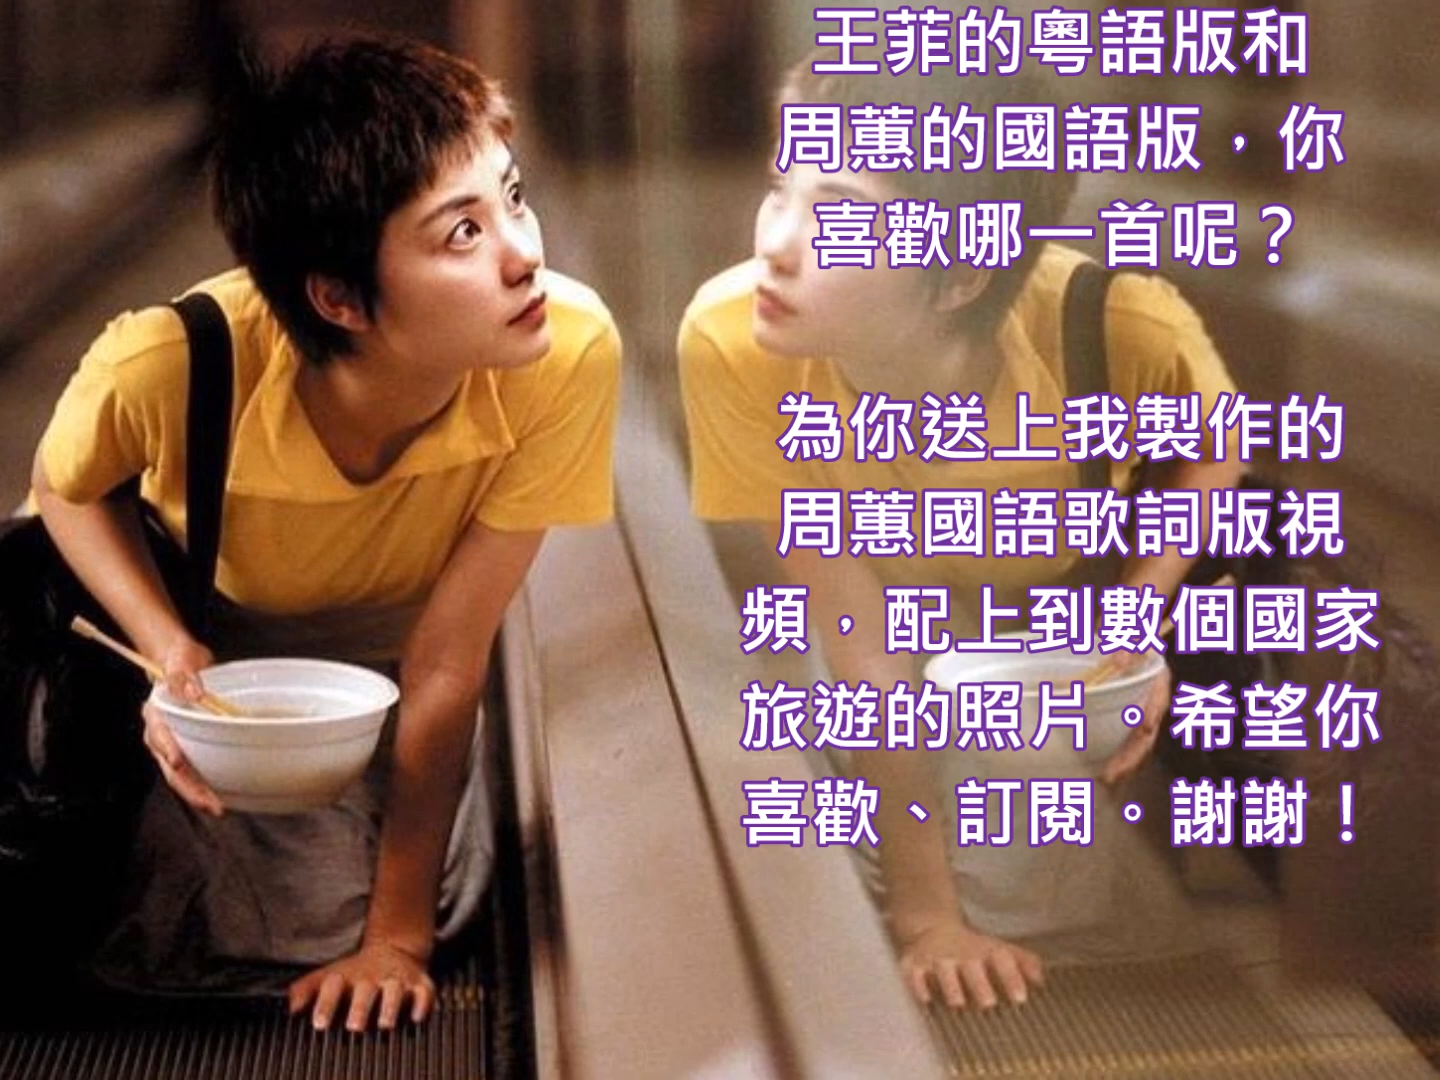 王菲的粵語版和
周蕙的國語版，你
喜歡哪一首呢？
為你送上我製作的
周蕙國語歌詞版視
頻，配上到數個國家
旅遊的照片。希望你
喜歡、訂閱。謝謝！